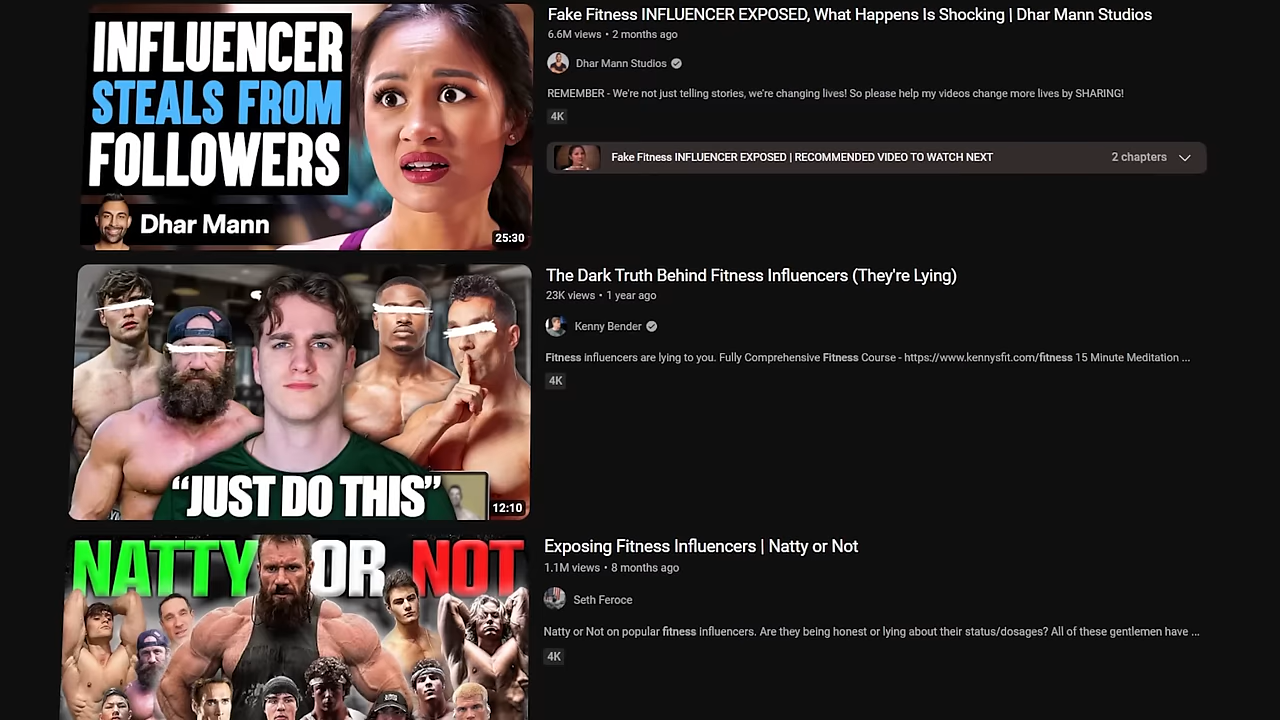 INFLUENCER
STEALS FROM
FOLLOWERS
Dhar Mann
25:30
Fake Fitness INFLUENCER EXPOSED, What Happens Is Shocking | Dhar Mann Studios
6.6M views • 2 months ago
Dhar Mann Studios
REMEMBER - We're not just telling stories, we're changing lives! So please help my videos change more lives by SHARING!
4K
Fake Fitness INFLUENCER EXPOSED | RECOMMENDED VIDEO TO WATCH NEXT
2 chapters
"JUST DO THIS"
12:10
The Dark Truth Behind Fitness Influencers (They're Lying)
23K views • 1 year ago
Kenny Bender
Fitness influencers are lying to you. Fully Comprehensive Fitness Course - https://www.kennysfit.com/fitness 15 Minute Meditation ...
4K
NATTY OR NOT
Exposing Fitness Influencers | Natty or Not
1.1M views • 8 months ago
Seth Feroce
Natty or Not on popular fitness influencers. Are they being honest or lying about their status/dosages? All of these gentlemen have ...
4K